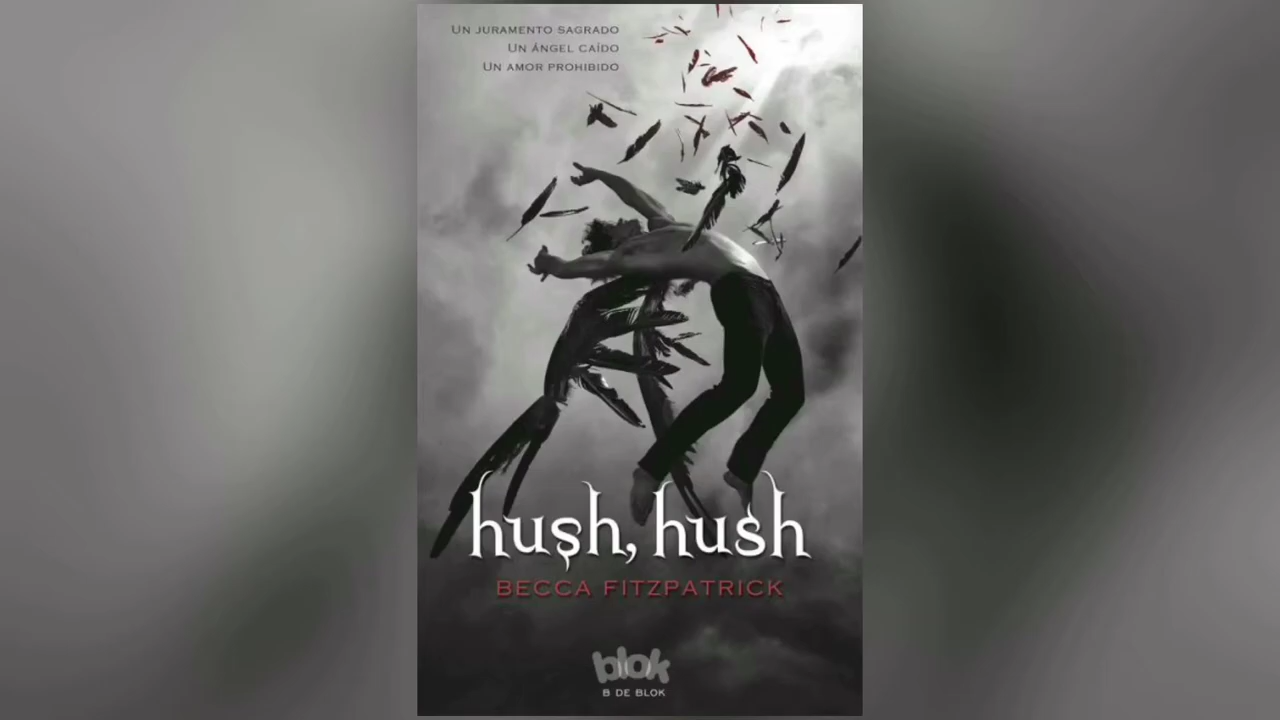 UN JURAMENTO SAGRADO
UN ÁNGEL CAÍDO
UN AMOR PROHIBIDO
hush, hush
BECCA FITZPATRICK
blok
B DE BLOK